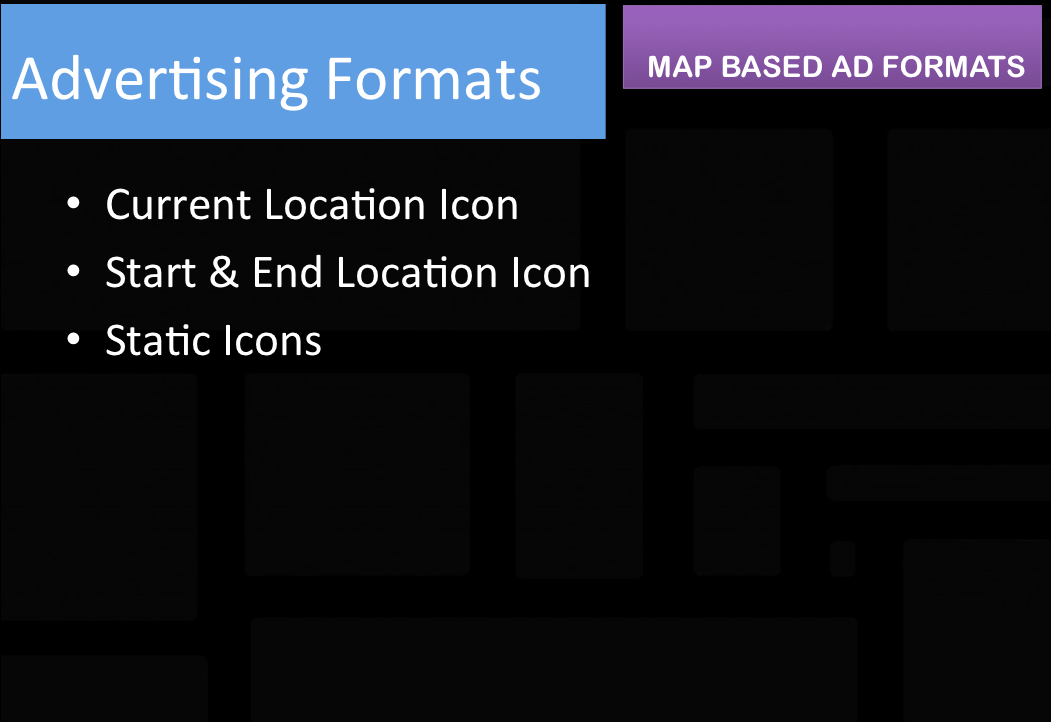 Advertising Formats
MAP BASED AD FORMATS
• Current Location Icon
• Start & End Location Icon
• Static Icons